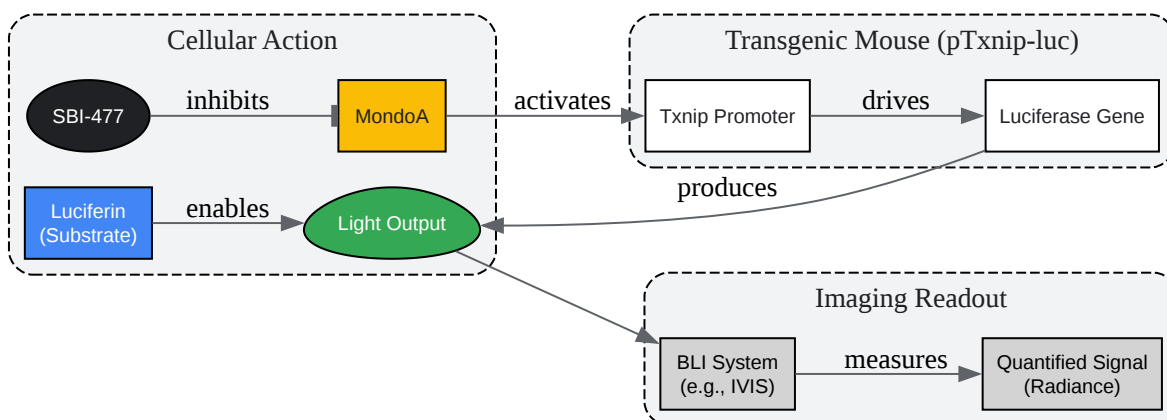 Cellular Action
Transgenic Mouse (pTxnip-luc)
SBI-477
inhibits
MondoA
activates
Txnip Promoter
drives
Luciferase Gene
produces
Luciferin
(Substrate)
enables
Light Output
Imaging Readout
BLI System
(e.g., IVIS)
measures
Quantified Signal
(Radiance)